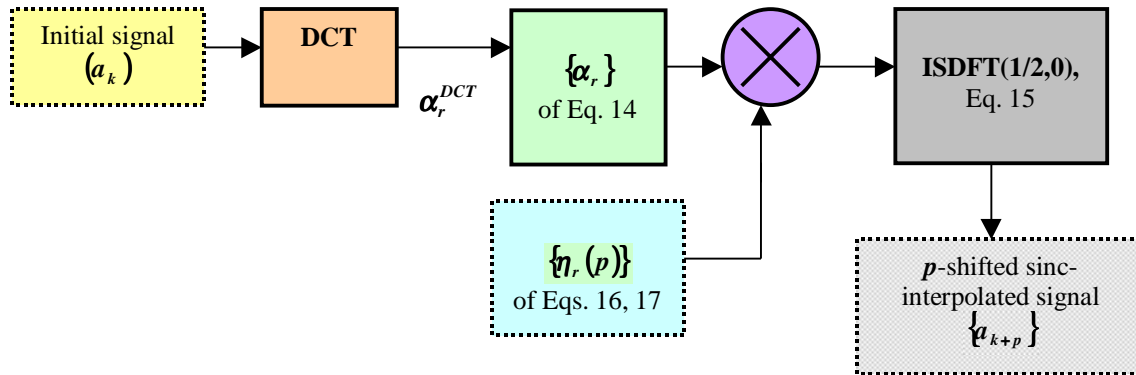 Initial signal
(a_k)
DCT
α_r^{DCT}
{α_r}
of Eq. 14
{η_r(p)}
of Eqs. 16, 17
ISDFT(1/2,0),
Eq. 15
p-shifted sinc-
interpolated signal
{a_{k+p}}